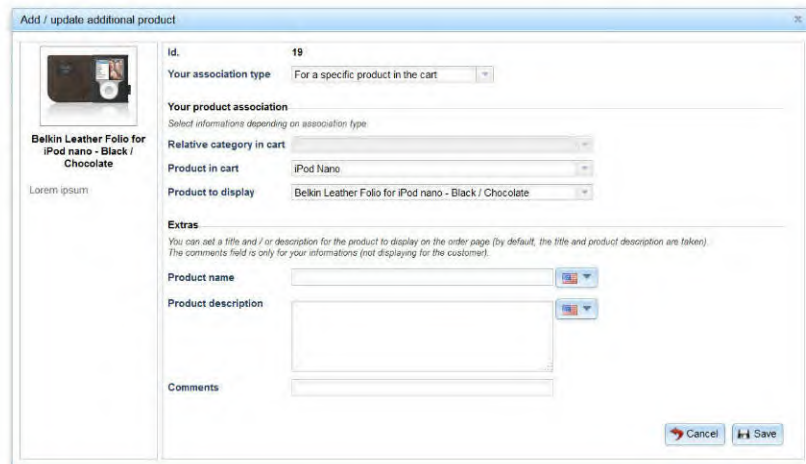 Add / update additional product
Belkin Leather Folio for
iPod nano - Black /
Chocolate
Lorem ipsum
Id. 19
Your association type For a specific product in the cart
Your product association
Select informations depending on association type
Relative category in cart
Product in cart iPod Nano
Product to display Belkin Leather Folio for iPod nano - Black / Chocolate
Extras
You can set a title and / or description for the product to display on the order page (by default, the title and product description are taken).
The comments field is only for your informations (not displaying for the customer).
Product name
Product description
Comments
Cancel Save